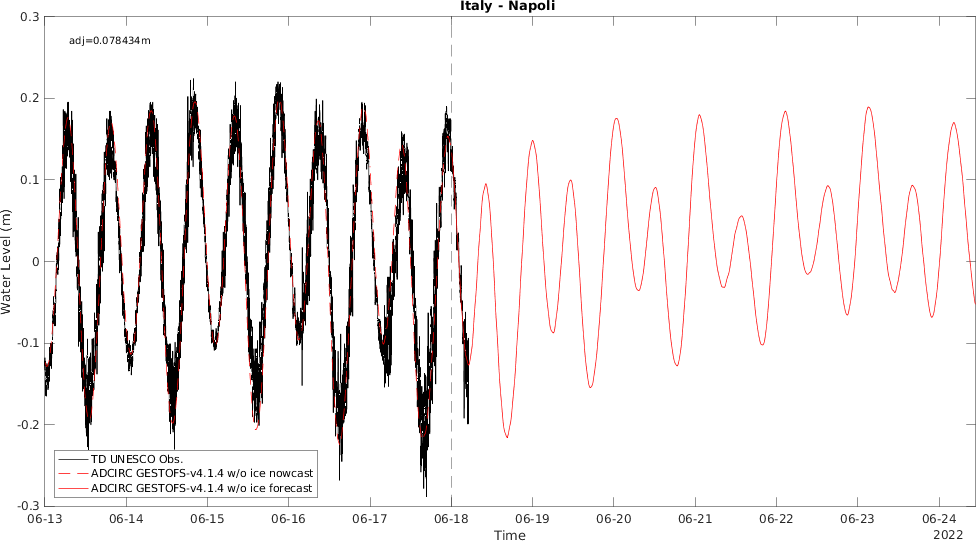 Italy - Napoli
adj=0.078434m
Water Level (m)
0.3
0.2
0.1
0
-0.1
-0.2
-0.3
TD UNESCO Obs.
ADCIRC GESTOFS-v4.1.4 w/o ice nowcast
ADCIRC GESTOFS-v4.1.4 w/o ice forecast
06-13 06-14 06-15 06-16 06-17 06-18 06-19 06-20 06-21 06-22 06-23 06-24
Time
2022